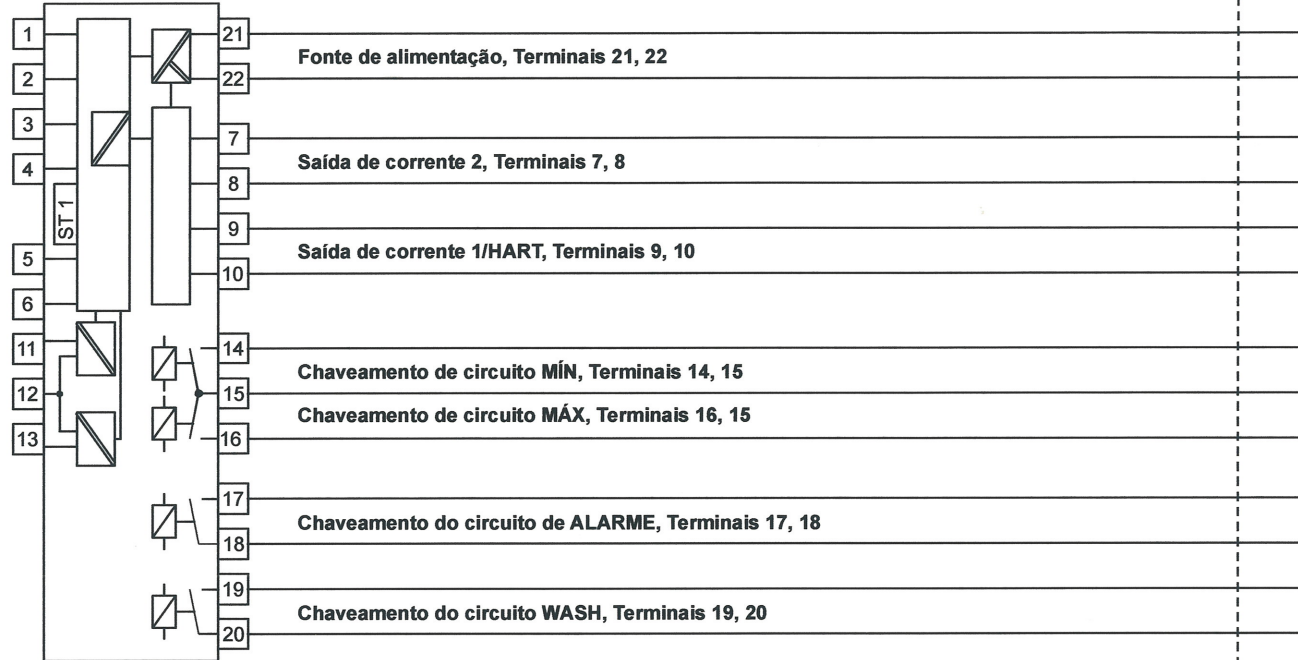 1
2
3
4
ST 1
5
6
11
12
13
21
Fonte de alimentação, Terminais 21, 22
22
7
Saída de corrente 2, Terminais 7, 8
8
9
Saída de corrente 1/HART, Terminais 9, 10
10
14
Chaveamento de circuito MÍN, Terminais 14, 15
15
Chaveamento de circuito MÁX, Terminais 16, 15
16
17
Chaveamento do circuito de ALARME, Terminais 17, 18
18
19
Chaveamento do circuito WASH, Terminais 19, 20
20